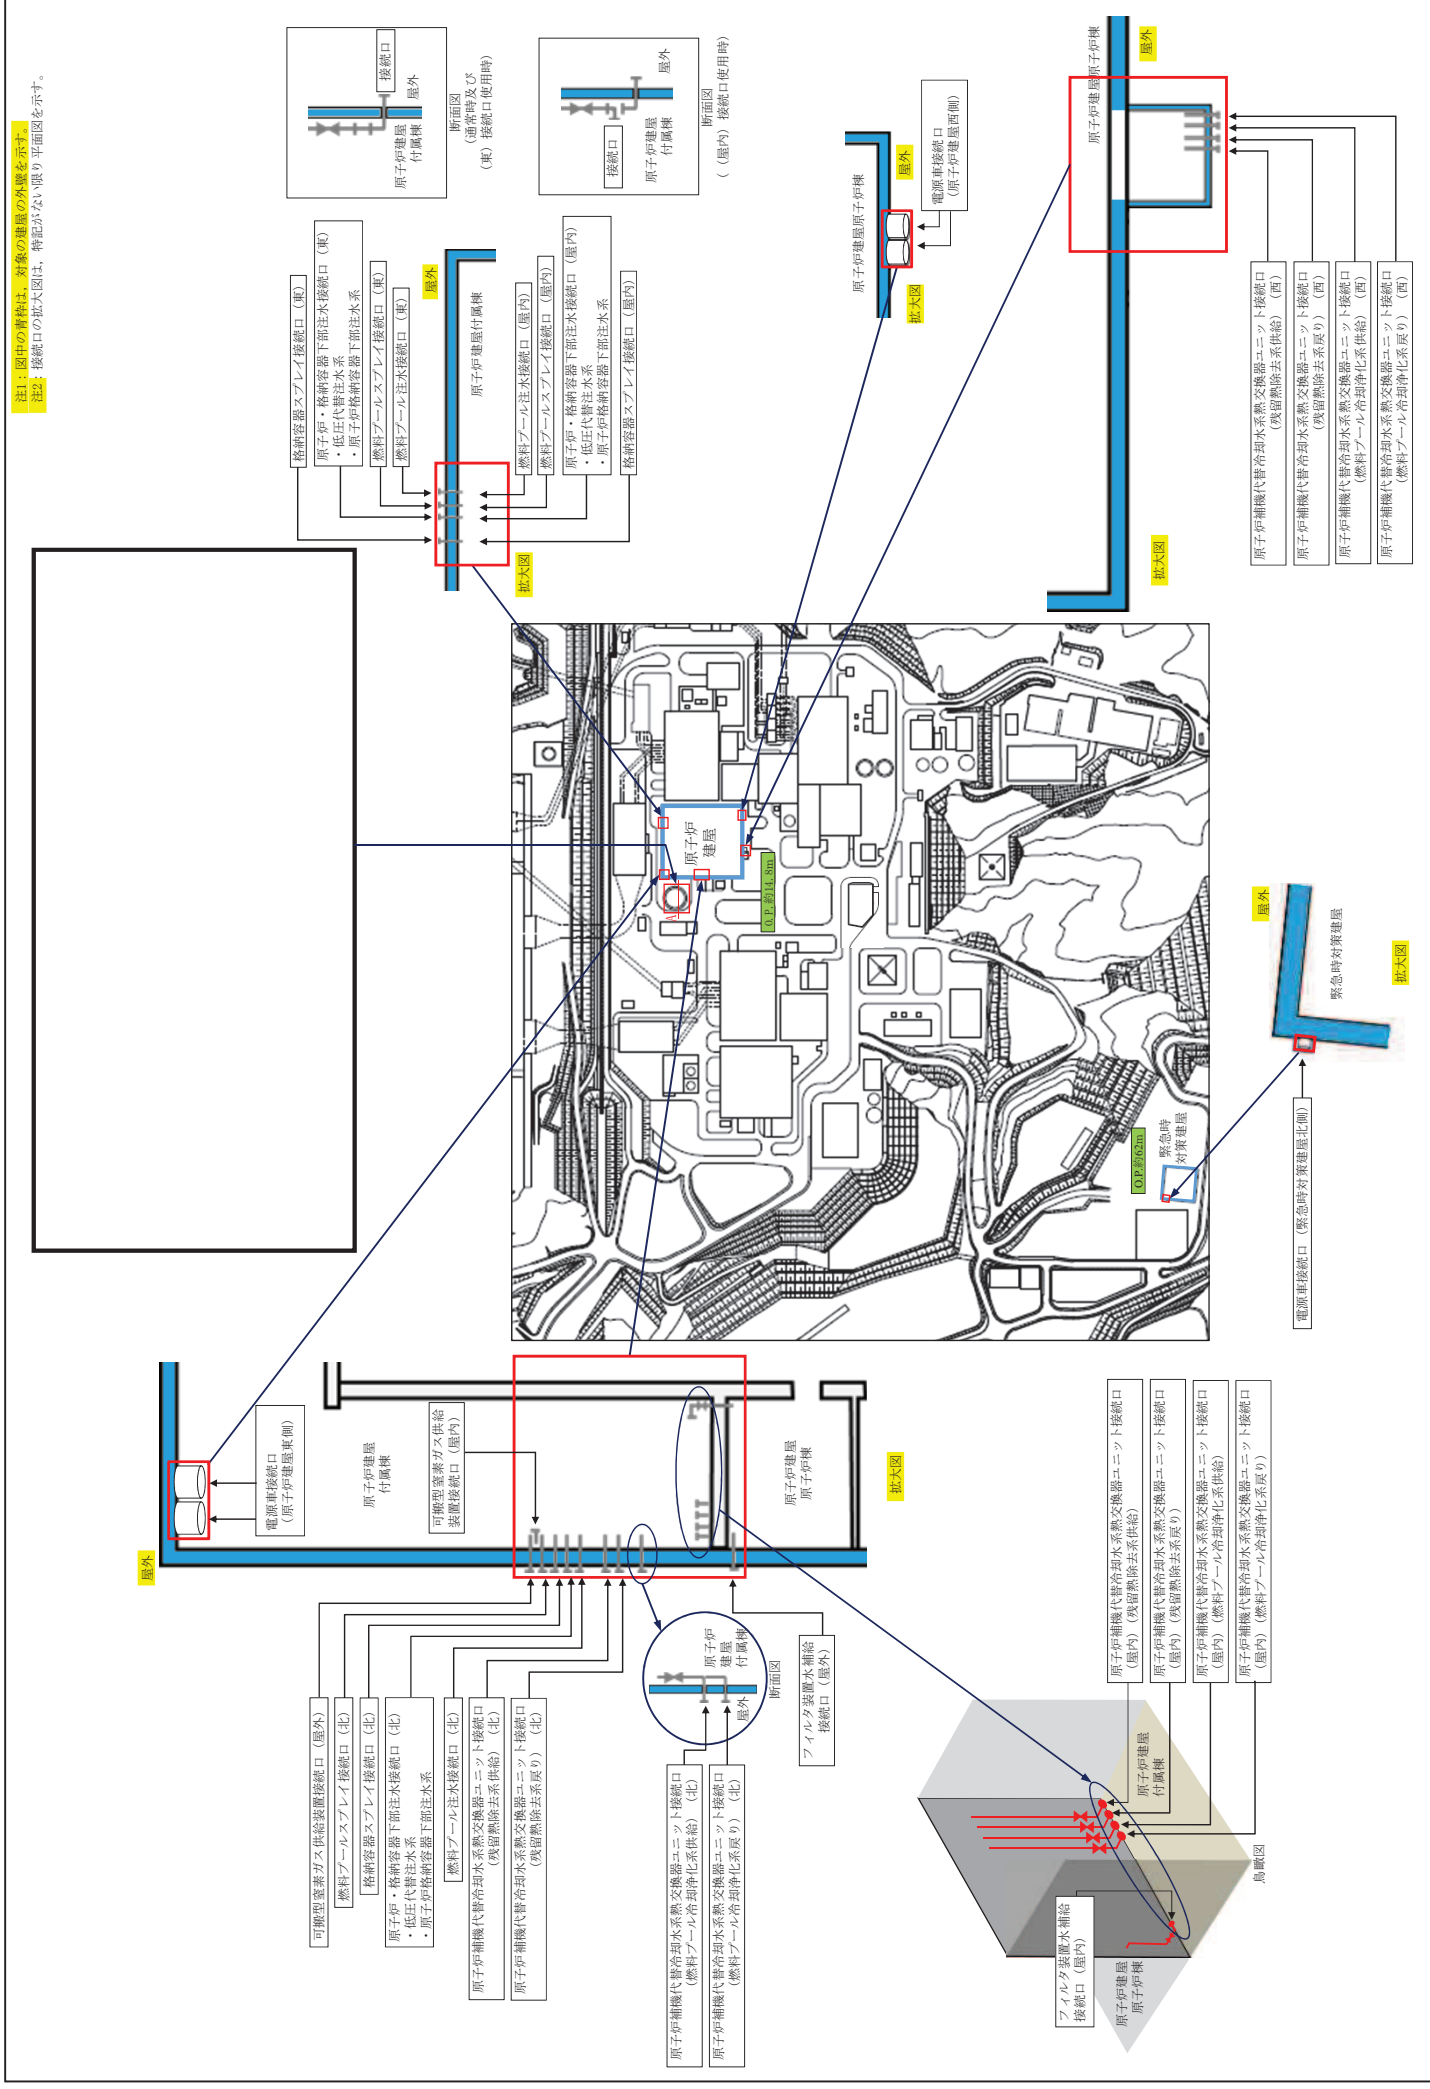 注1：図中の青枠は，対象の建屋の外壁を示す。
注2：接続口の拡大図は，特記がない限り平面図を示す。
屋外
電源車接続口
（原子炉建屋東側）
原子炉建屋
付属棟
可搬型窒素ガス供給
装置接続口（屋内）
原子炉建屋
原子炉棟
拡大図
可搬型窒素ガス供給装置接続口（屋外）
燃料プールスプレイ接続口（北）
格納容器スプレイ接続口（北）
原子炉・格納容器下部注水接続口（北）
・低圧代替注水系
・原子炉格納容器下部注水系
燃料プール注水接続口（北）
原子炉補機代替冷却水系熱交換器ユニット接続口
（残留熱除去系供給）（北）
原子炉補機代替冷却水系熱交換器ユニット接続口
（残留熱除去系戻り）（北）
原子炉補機代替冷却水系熱交換器ユニット接続口
（燃料プール冷却浄化系供給）（北）
原子炉補機代替冷却水系熱交換器ユニット接続口
（燃料プール冷却浄化系戻り）（北）
原子炉
建屋
付属棟
屋外
断面図
フィルタ装置水補給
接続口（屋外）
格納容器スプレイ接続口（東）
原子炉・格納容器下部注水接続口（東）
・低圧代替注水系
・原子炉格納容器下部注水系
燃料プールスプレイ接続口（東）
燃料プール注水接続口（東）
屋外
原子炉建屋付属棟
燃料プール注水接続口（屋内）
燃料プールスプレイ接続口（屋内）
原子炉・格納容器下部注水接続口（屋内）
・低圧代替注水系
・原子炉格納容器下部注水系
格納容器スプレイ接続口（屋内）
拡大図
接続口
原子炉建屋
付属棟
屋外
断面図
（通常時及び
（東）接続口使用時）
接続口
原子炉建屋
付属棟
屋外
断面図
（（屋内）接続口使用時）
原子炉建屋原子炉棟
屋外
電源車接続口
（原子炉建屋西側）
拡大図
原子炉建屋原子炉棟
屋外
拡大図
原子炉補機代替冷却水系熱交換器ユニット接続口
（残留熱除去系供給）（西）
原子炉補機代替冷却水系熱交換器ユニット接続口
（残留熱除去系戻り）（西）
原子炉補機代替冷却水系熱交換器ユニット接続口
（燃料プール冷却浄化系供給）（西）
原子炉補機代替冷却水系熱交換器ユニット接続口
（燃料プール冷却浄化系戻り）（西）
原子炉
建屋
A
O.P.約14.8m
O.P.約62m
緊急時
対策建屋
屋外
緊急時対策建屋
拡大図
電源車接続口（緊急時対策建屋北側）
原子炉補機代替冷却水系熱交換器ユニット接続口
（屋内）（残留熱除去系供給）
原子炉補機代替冷却水系熱交換器ユニット接続口
（屋内）（残留熱除去系戻り）
原子炉補機代替冷却水系熱交換器ユニット接続口
（屋内）（燃料プール冷却浄化系供給）
原子炉補機代替冷却水系熱交換器ユニット接続口
（屋内）（燃料プール冷却浄化系戻り）
原子炉建屋
付属棟
フィルタ装置水補給
接続口（屋内）
原子炉建屋
原子炉棟
鳥瞰図